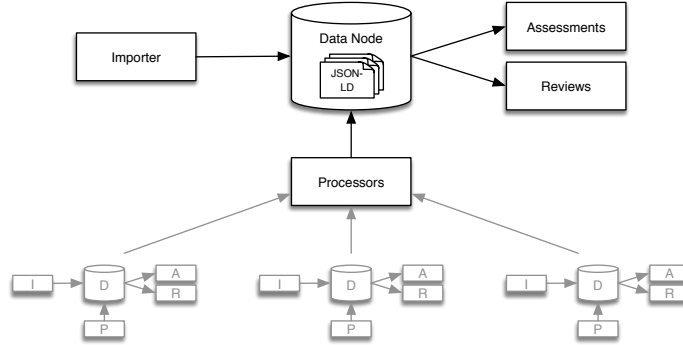 Data Node
JSON-
LD
Importer
Assessments
Reviews
Processors
I
D
A
R
P
I
D
A
R
P
I
D
A
R
P